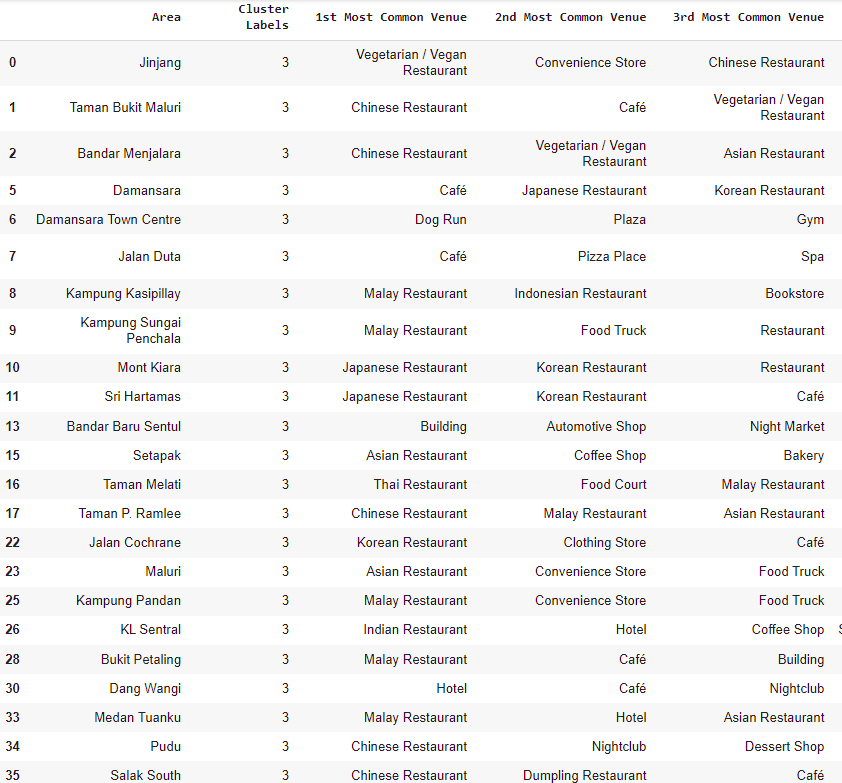 Area Cluster Labels 1st Most Common Venue 2nd Most Common Venue 3rd Most Common Venue
0 Jinjang 3 Vegetarian / Vegan Restaurant Convenience Store Chinese Restaurant
1 Taman Bukit Maluri 3 Chinese Restaurant Café Vegetarian / Vegan Restaurant
2 Bandar Menjalara 3 Chinese Restaurant Vegetarian / Vegan Restaurant Asian Restaurant
5 Damansara 3 Café Japanese Restaurant Korean Restaurant
6 Damansara Town Centre 3 Dog Run Plaza Gym
7 Jalan Duta 3 Café Pizza Place Spa
8 Kampung Kasipillay 3 Malay Restaurant Indonesian Restaurant Bookstore
9 Kampung Sungai Penchala 3 Malay Restaurant Food Truck Restaurant
10 Mont Kiara 3 Japanese Restaurant Korean Restaurant Restaurant
11 Sri Hartamas 3 Japanese Restaurant Korean Restaurant Café
13 Bandar Baru Sentul 3 Building Automotive Shop Night Market
15 Setapak 3 Asian Restaurant Coffee Shop Bakery
16 Taman Melati 3 Thai Restaurant Food Court Malay Restaurant
17 Taman P. Ramlee 3 Chinese Restaurant Malay Restaurant Asian Restaurant
22 Jalan Cochrane 3 Korean Restaurant Clothing Store Café
23 Maluri 3 Asian Restaurant Convenience Store Food Truck
25 Kampung Pandan 3 Malay Restaurant Convenience Store Food Truck
26 KL Sentral 3 Indian Restaurant Hotel Coffee Shop
28 Bukit Petaling 3 Malay Restaurant Café Building
30 Dang Wangi 3 Hotel Café Nightclub
33 Medan Tuanku 3 Malay Restaurant Hotel Asian Restaurant
34 Pudu 3 Chinese Restaurant Nightclub Dessert Shop
35 Salak South 3 Chinese Restaurant Dumpling Restaurant Café